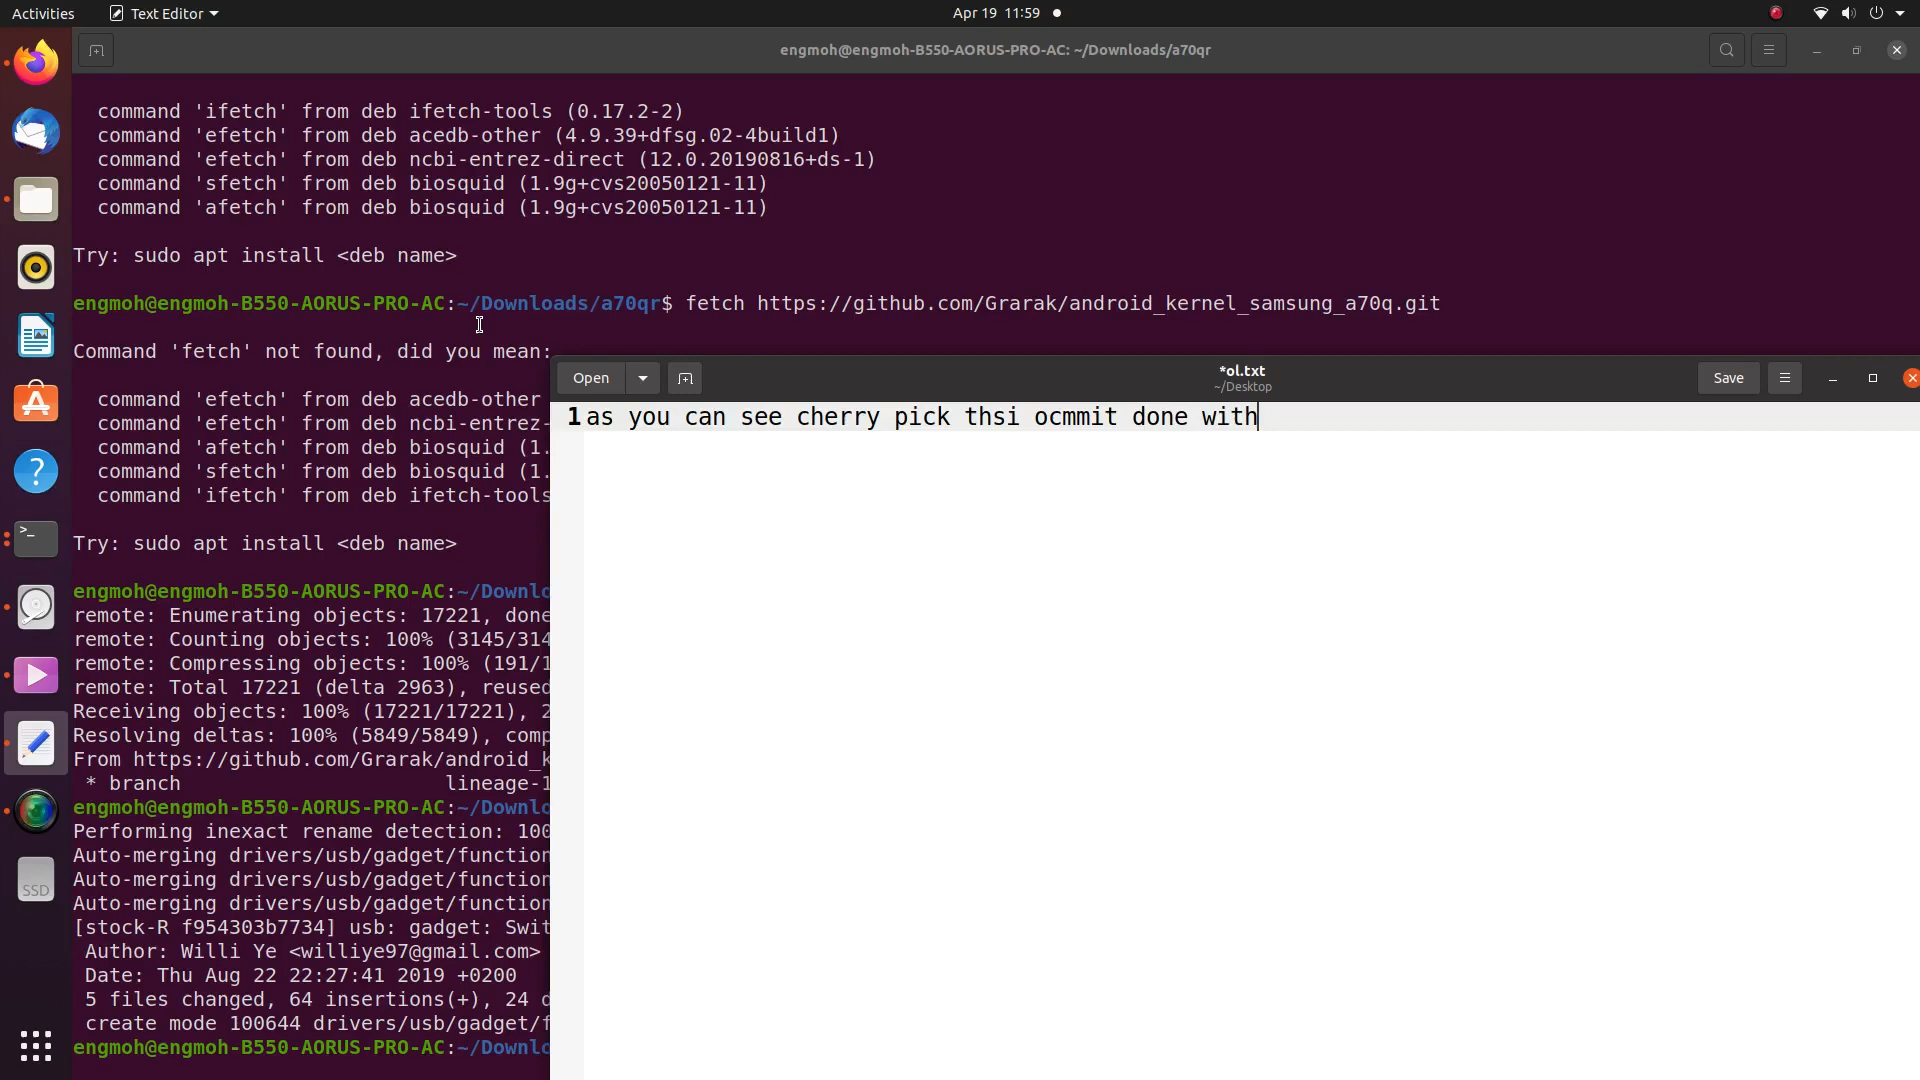 Activities
Text Editor
Apr 19 11:59
engmoh@engmoh-B550-AORUS-PRO-AC: ~/Downloads/a70qr
command 'ifetch' from deb ifetch-tools (0.17.2-2)
command 'efetch' from deb acedb-other (4.9.39+dfsg.02-4build1)
command 'efetch' from deb ncbi-entrez-direct (12.0.20190816+ds-1)
command 'sfetch' from deb biosquid (1.9g+cvs20050121-11)
command 'afetch' from deb biosquid (1.9g+cvs20050121-11)
Try: sudo apt install <deb name>
engmoh@engmoh-B550-AORUS-PRO-AC:~/Downloads/a70qr$ fetch https://github.com/Grarak/android_kernel_samsung_a70q.git
Command 'fetch' not found, did you mean:
command 'efetch' from deb acedb-other
command 'efetch' from deb ncbi-entrez-
command 'afetch' from deb biosquid (1.
command 'sfetch' from deb biosquid (1.
command 'ifetch' from deb ifetch-tools
Try: sudo apt install <deb name>
engmoh@engmoh-B550-AORUS-PRO-AC:~/Downlo
remote: Enumerating objects: 17221, done
remote: Counting objects: 100% (3145/314
remote: Compressing objects: 100% (191/1
remote: Total 17221 (delta 2963), reused
Receiving objects: 100% (17221/17221), 2
Resolving deltas: 100% (5849/5849), comp
From https://github.com/Grarak/android_k
* branch lineage-1
engmoh@engmoh-B550-AORUS-PRO-AC:~/Downlo
Performing inexact rename detection: 100
Auto-merging drivers/usb/gadget/function
Auto-merging drivers/usb/gadget/function
Auto-merging drivers/usb/gadget/function
[stock-R f954303b7734] usb: gadget: Swit
Author: Willi Ye <williye97@gmail.com>
Date: Thu Aug 22 22:27:41 2019 +0200
5 files changed, 64 insertions(+), 24 d
create mode 100644 drivers/usb/gadget/f
engmoh@engmoh-B550-AORUS-PRO-AC:~/Downlo
Open
*ol.txt
~/Desktop
Save
1 as you can see cherry pick thsi ocmmit done with
SSD